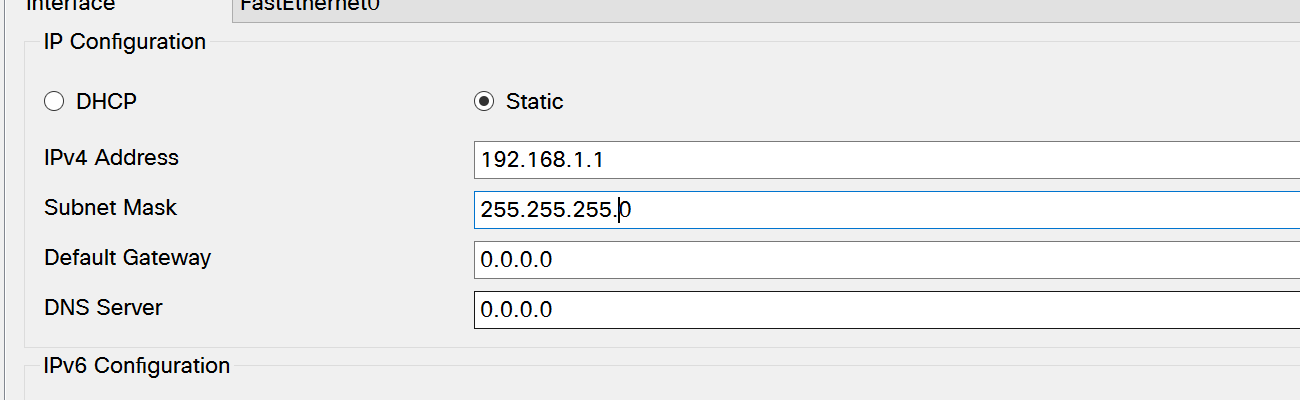 Interface FastEthernet0
IP Configuration
DHCP Static
IPv4 Address 192.168.1.1
Subnet Mask 255.255.255.0
Default Gateway 0.0.0.0
DNS Server 0.0.0.0
IPv6 Configuration